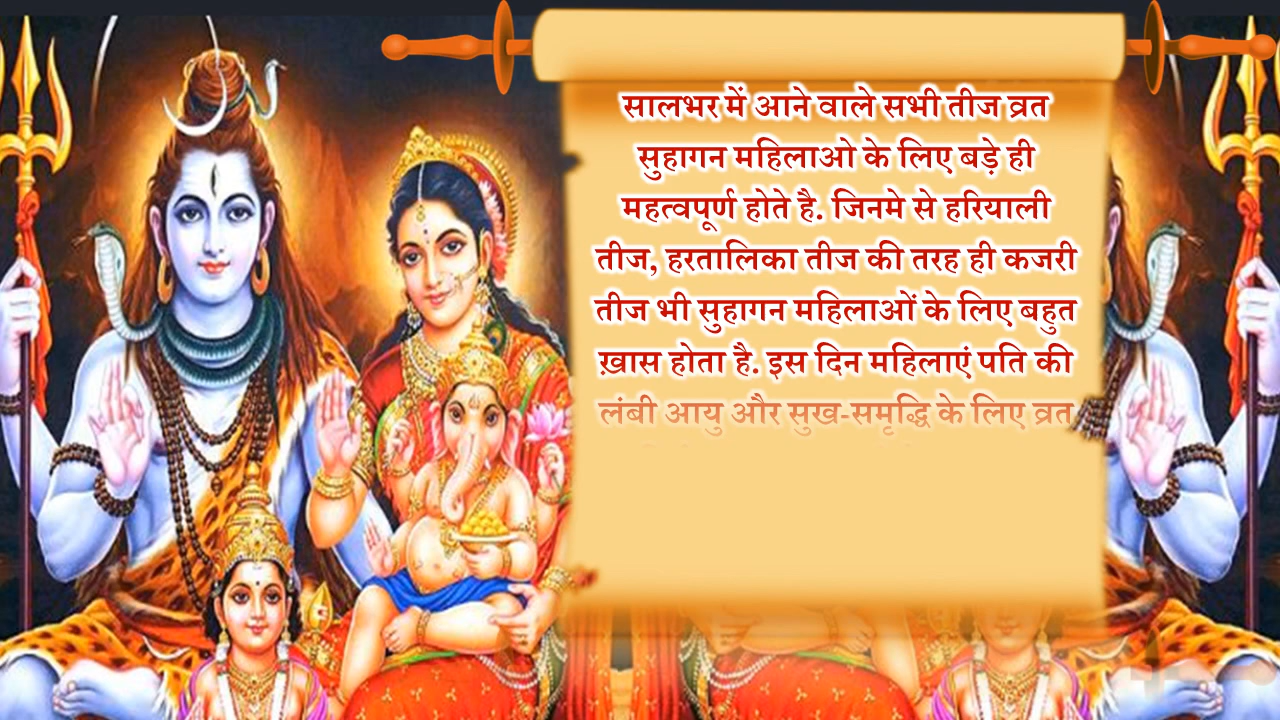 सालभर में आने वाले सभी तीज व्रत
सुहागन महिलाओ के लिए बड़े ही
महत्वपूर्ण होते है. जिनमे से हरियाली
तीज, हरतालिका तीज की तरह ही कजरी
तीज भी सुहागन महिलाओं के लिए बहुत
ख़ास होता है. इस दिन महिलाएं पति की
लंबी आयु और सुख-समृद्धि के लिए व्रत